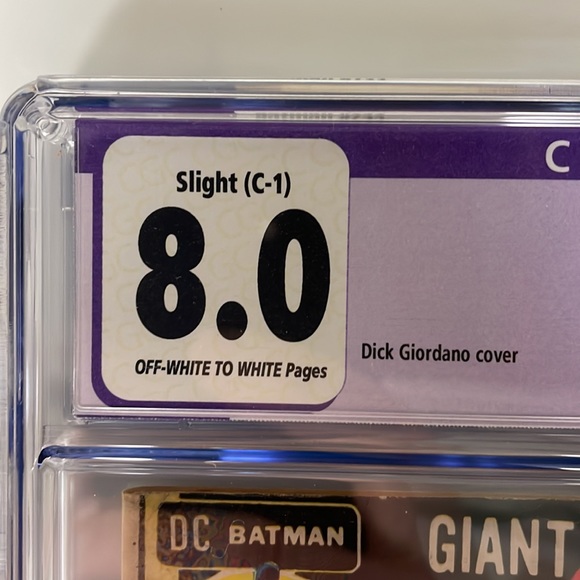 C
Slight (C-1)
8.0
OFF-WHITE TO WHITE Pages
Dick Giordano cover
DC BATMAN GIANT